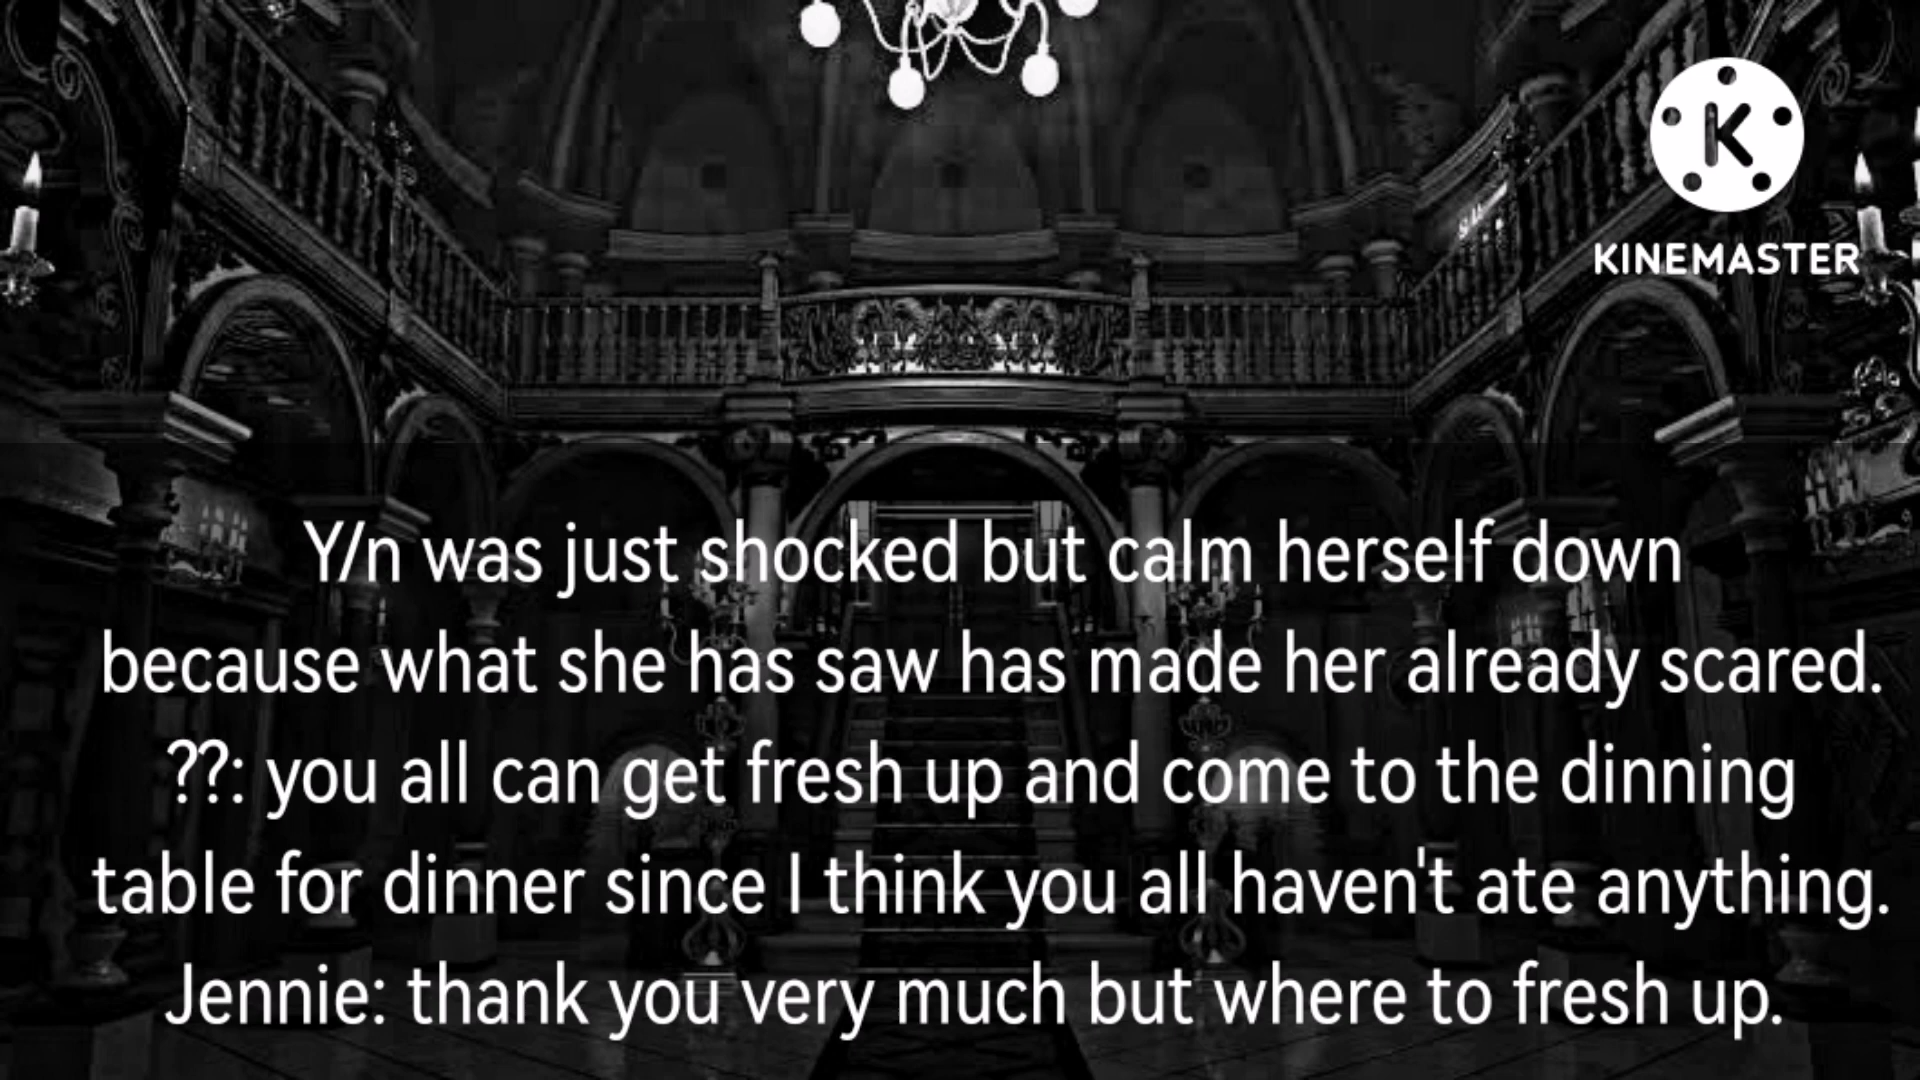 K
KINEMASTER
Y/n was just shocked but calm herself down
because what she has saw has made her already scared.
??: you all can get fresh up and come to the dinning
table for dinner since I think you all haven't ate anything.
Jennie: thank you very much but where to fresh up.